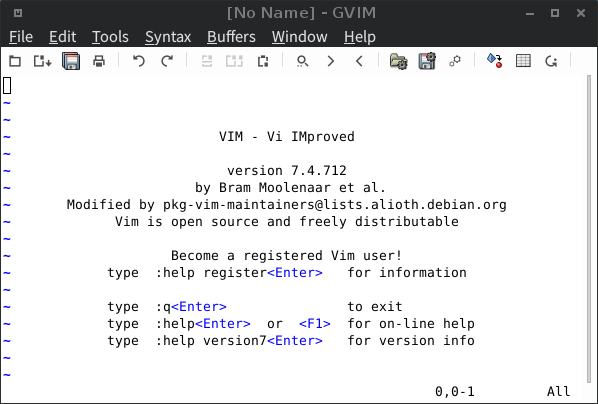 [No Name] - GVIM
File Edit Tools Syntax Buffers Window Help
~
~
~ VIM - Vi IMproved
~
~ version 7.4.712
~ by Bram Moolenaar et al.
~ Modified by pkg-vim-maintainers@lists.alioth.debian.org
~ Vim is open source and freely distributable
~
~ Become a registered Vim user!
~ type :help register<Enter> for information
~
~ type :q<Enter> to exit
~ type :help<Enter> or <F1> for on-line help
~ type :help version7<Enter> for version info
~
~
0,0-1 All